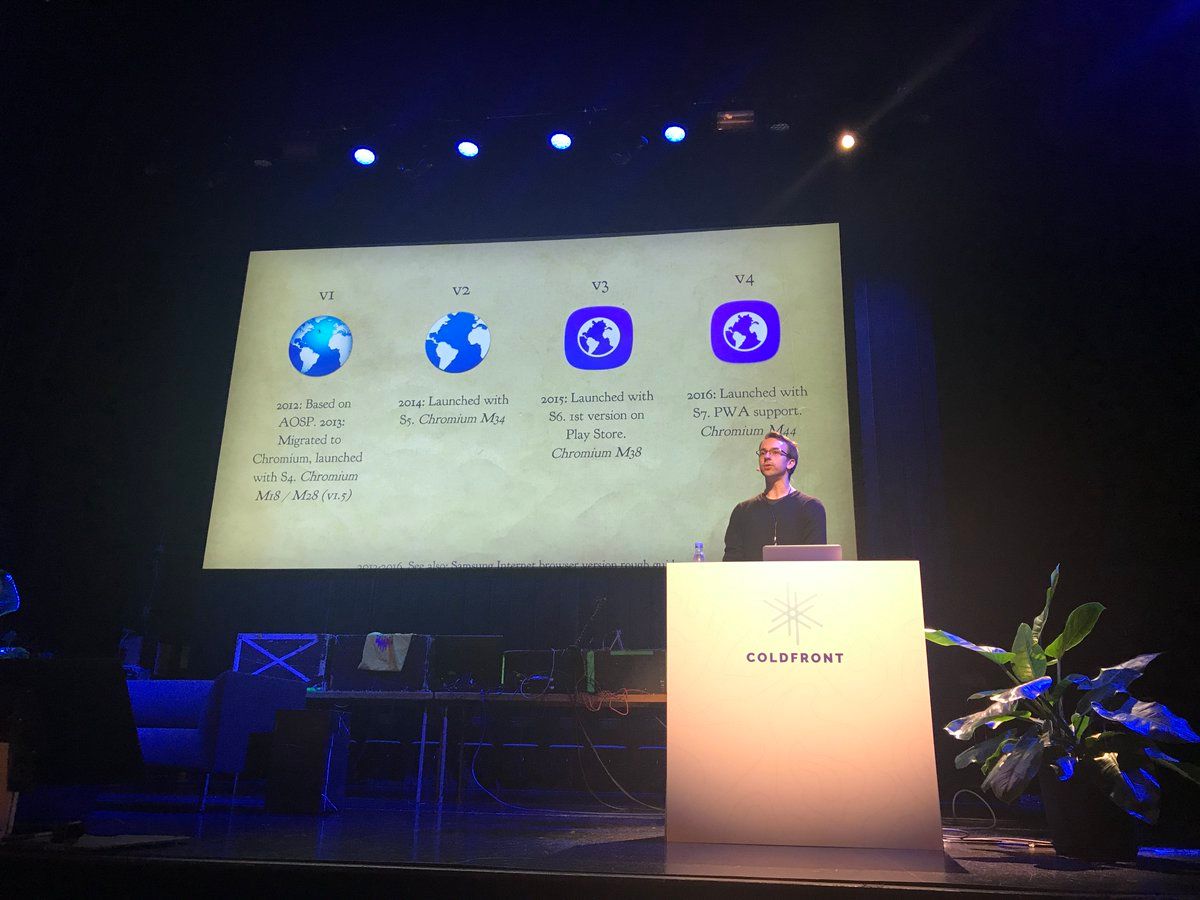 v1
2012: Based on
AOSP. 2013:
Migrated to
Chromium, launched
with S4. Chromium
M18 / M28 (v1.5)
v2
2014: Launched with
S5. Chromium M34
v3
2015: Launched with
S6. 1st version on
Play Store.
Chromium M38
v4
2016: Launched with
S7. PWA support.
Chromium M44
2012-2016. See also: Samsung Internet browser version rough
COLDFRONT